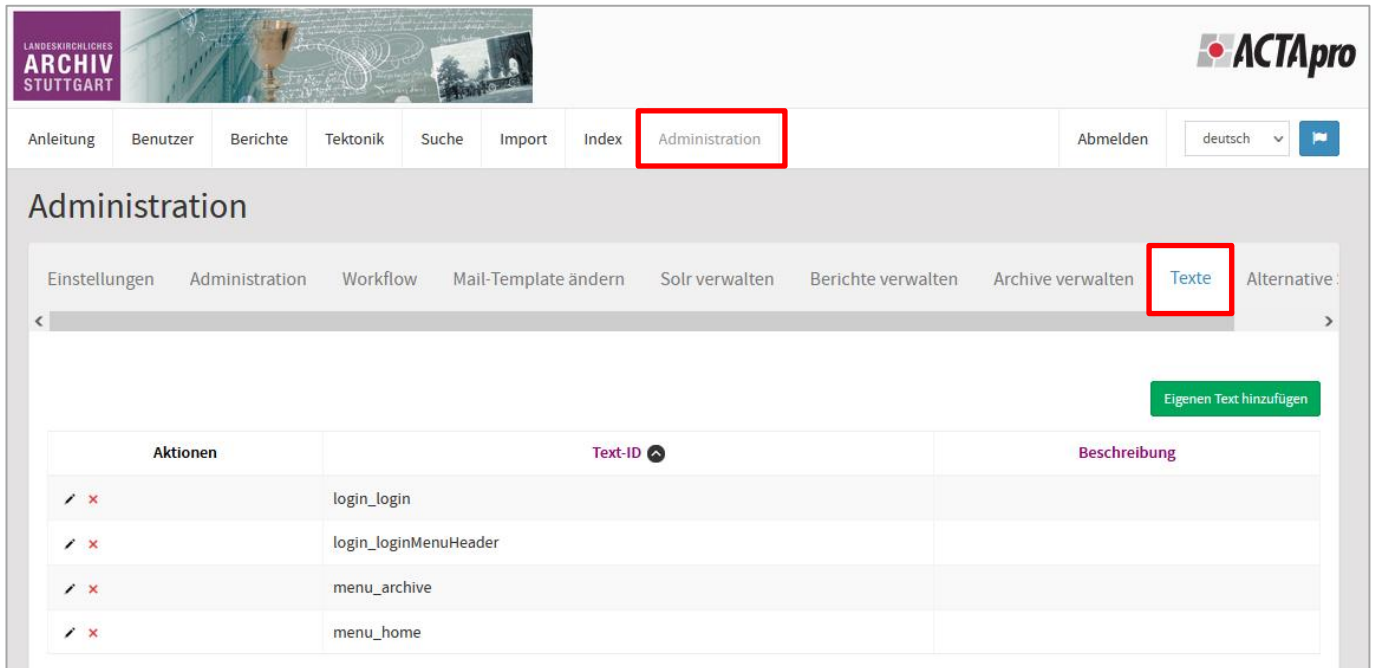 LANDESKIRCHLICHES
ARCHIV
STUTTGART
ACTApro
Anleitung Benutzer Berichte Tektonik Suche Import Index Administration Abmelden deutsch
Administration
Einstellungen Administration Workflow Mail-Template ändern Solr verwalten Berichte verwalten Archive verwalten Texte Alternative
Eigenen Text hinzufügen
Aktionen Text-ID Beschreibung
login_login
login_loginMenuHeader
menu_archive
menu_home